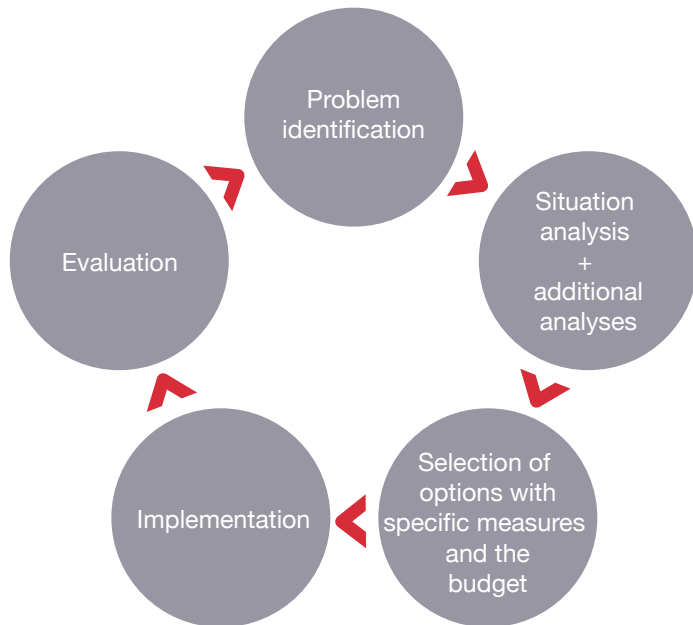 Problem
identification
Situation
analysis
+
additional
analyses
Selection of
options with
specific measures
and the
budget
Implementation
Evaluation